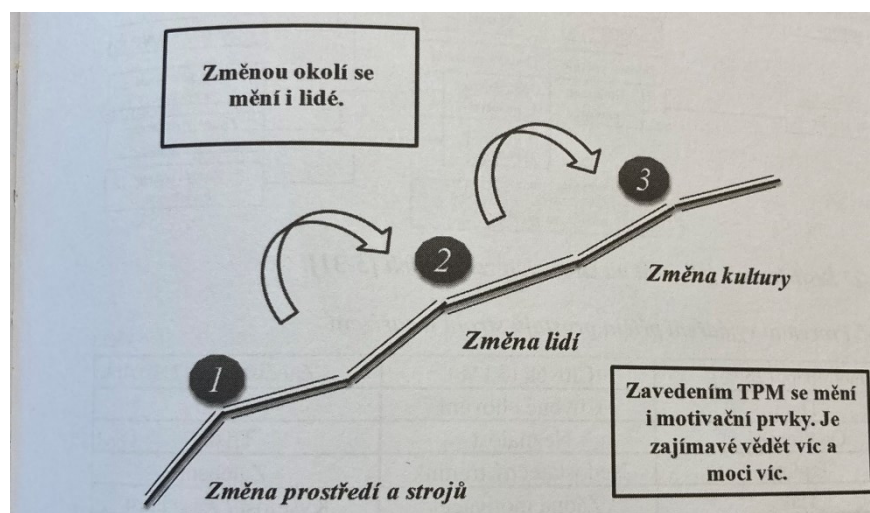 Změnou okolí se
mění i lidé.
3
2
Změna kultury
Změna lidí
1
Zavedením TPM se mění
i motivační prvky. Je
zajímavé vědět víc a
moci víc.
Změna prostředí a strojů